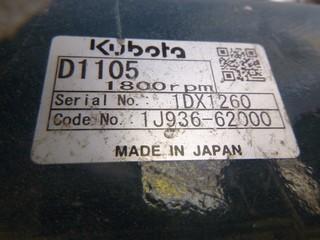 Kubota
D1105
1800rpm
Serial No. : 1DX1260
Code No. : 1J936-62000
MADE IN JAPAN